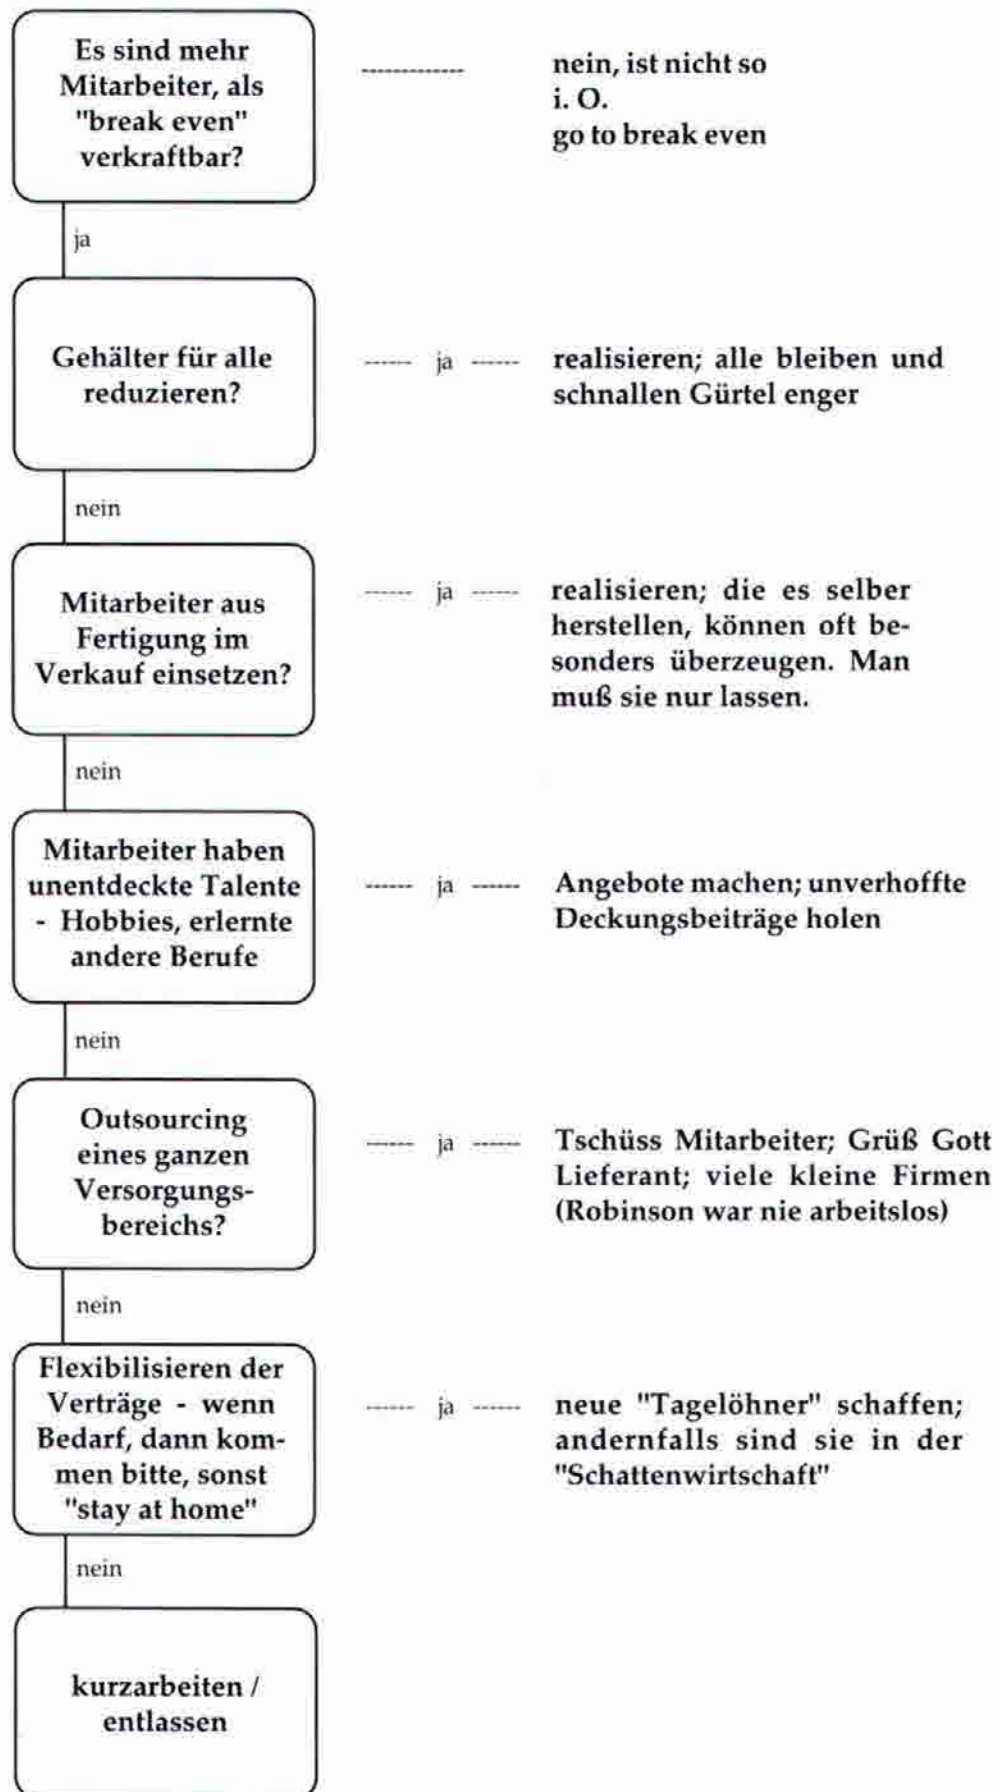 Es sind mehr
Mitarbeiter, als
"break even"
verkraftbar?
------------ nein, ist nicht so
i. O.
go to break even
ja
Gehälter für alle
reduzieren?
------ ja ------ realisieren; alle bleiben und
schnallen Gürtel enger
nein
Mitarbeiter aus
Fertigung im
Verkauf einsetzen?
------ ja ------ realisieren; die es selber
herstellen, können oft be-
sonders überzeugen. Man
muß sie nur lassen.
nein
Mitarbeiter haben
unentdeckte Talente
- Hobbies, erlernte
andere Berufe
------ ja ------ Angebote machen; unverhoffte
Deckungsbeiträge holen
nein
Outsourcing
eines ganzen
Versorgungs-
bereichs?
------ ja ------ Tschüss Mitarbeiter; Grüß Gott
Lieferant; viele kleine Firmen
(Robinson war nie arbeitslos)
nein
Flexibilisieren der
Verträge - wenn
Bedarf, dann kom-
men bitte, sonst
"stay at home"
------ ja ------ neue "Tagelöhner" schaffen;
andernfalls sind sie in der
"Schattenwirtschaft"
nein
kurzarbeiten /
entlassen